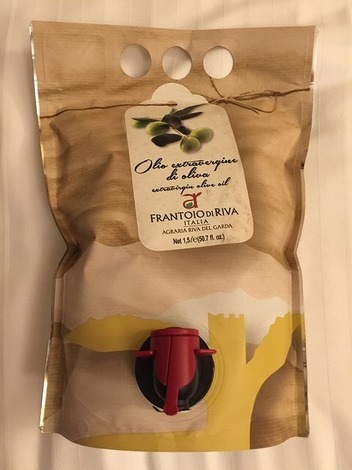 Olio extravergine
di oliva
extravirgin olive oil
ar
FRANTOIO DI RIVA
ITALIA
AGRARIA RIVA DEL GARDA
Net 1,5 l ℮ (50.7 fl. oz.)